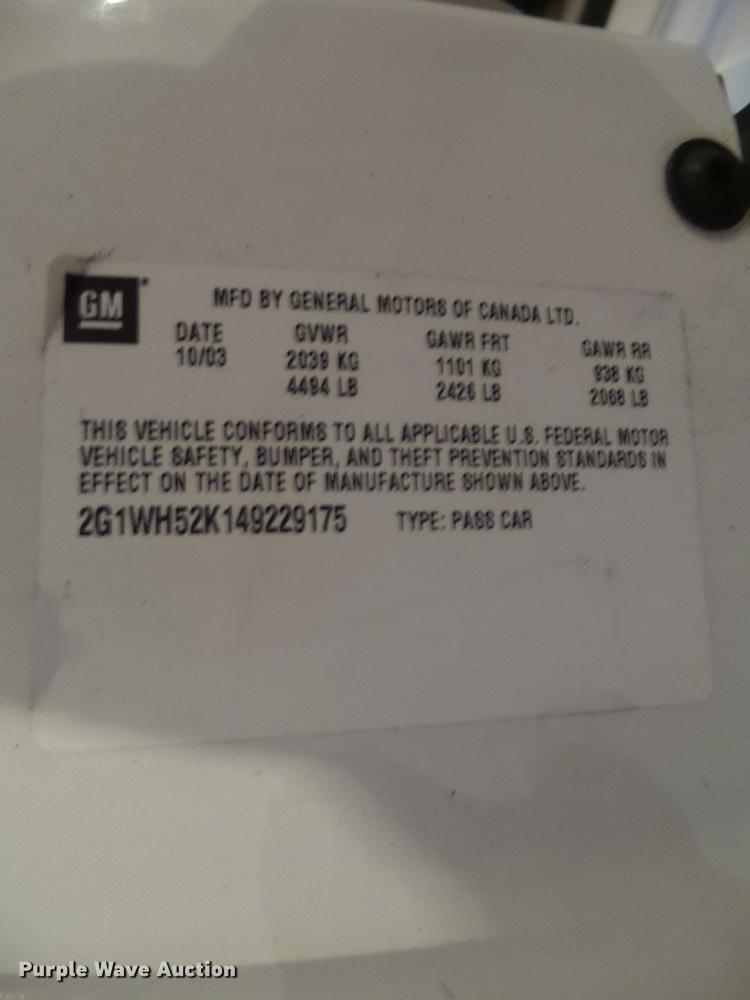 GM
MFD BY GENERAL MOTORS OF CANADA LTD.
DATE GVWR GAWR FRT GAWR RR
10/03 2039 KG 1101 KG 938 KG
4494 LB 2426 LB 2068 LB
THIS VEHICLE CONFORMS TO ALL APPLICABLE U.S. FEDERAL MOTOR
VEHICLE SAFETY, BUMPER, AND THEFT PREVENTION STANDARDS IN
EFFECT ON THE DATE OF MANUFACTURE SHOWN ABOVE.
2G1WH52K149229175 TYPE: PASS CAR
Purple Wave Auction